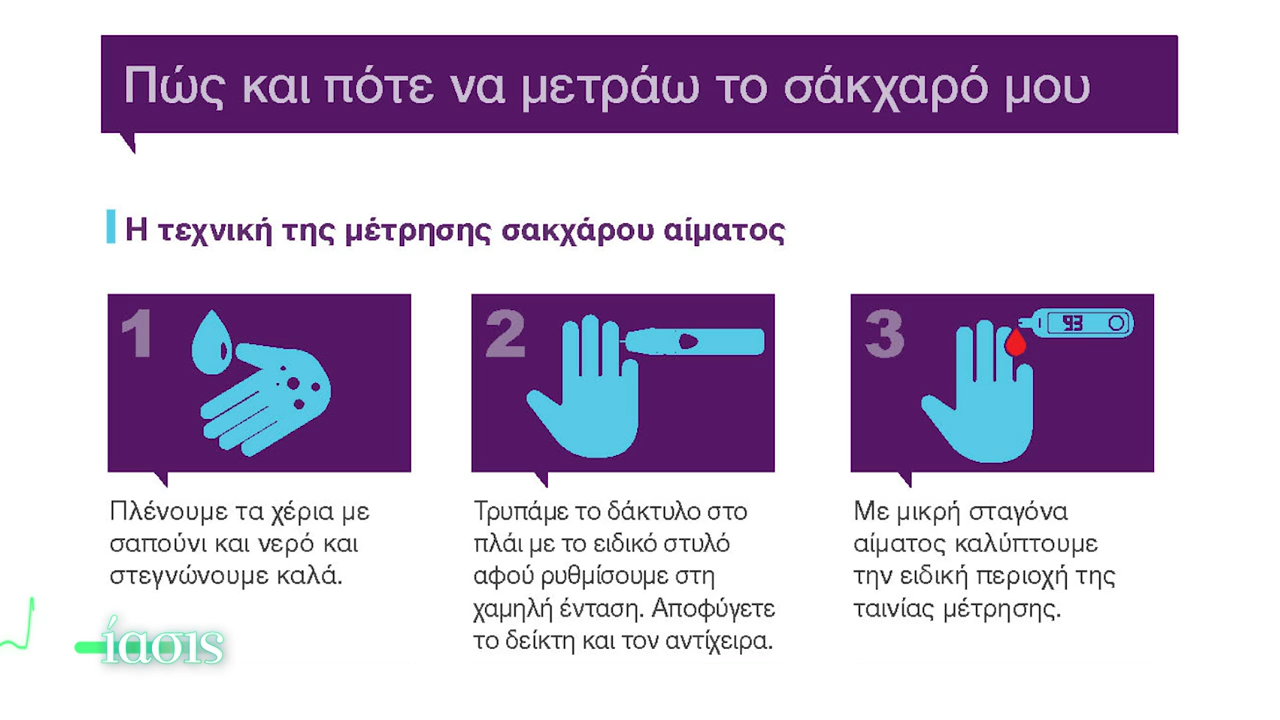 Πώς και πότε να μετράω το σάκχαρό μου
Η τεχνική της μέτρησης σακχάρου αίματος
1
Πλένουμε τα χέρια με
σαπούνι και νερό και
στεγνώνουμε καλά.
2
Τρυπάμε το δάκτυλο στο
πλάι με το ειδικό στυλό
αφού ρυθμίσουμε στη
χαμηλή ένταση. Αποφύγετε
το δείκτη και τον αντίχειρα.
3
93
Με μικρή σταγόνα
αίματος καλύπτουμε
την ειδική περιοχή της
ταινίας μέτρησης.
ίασις